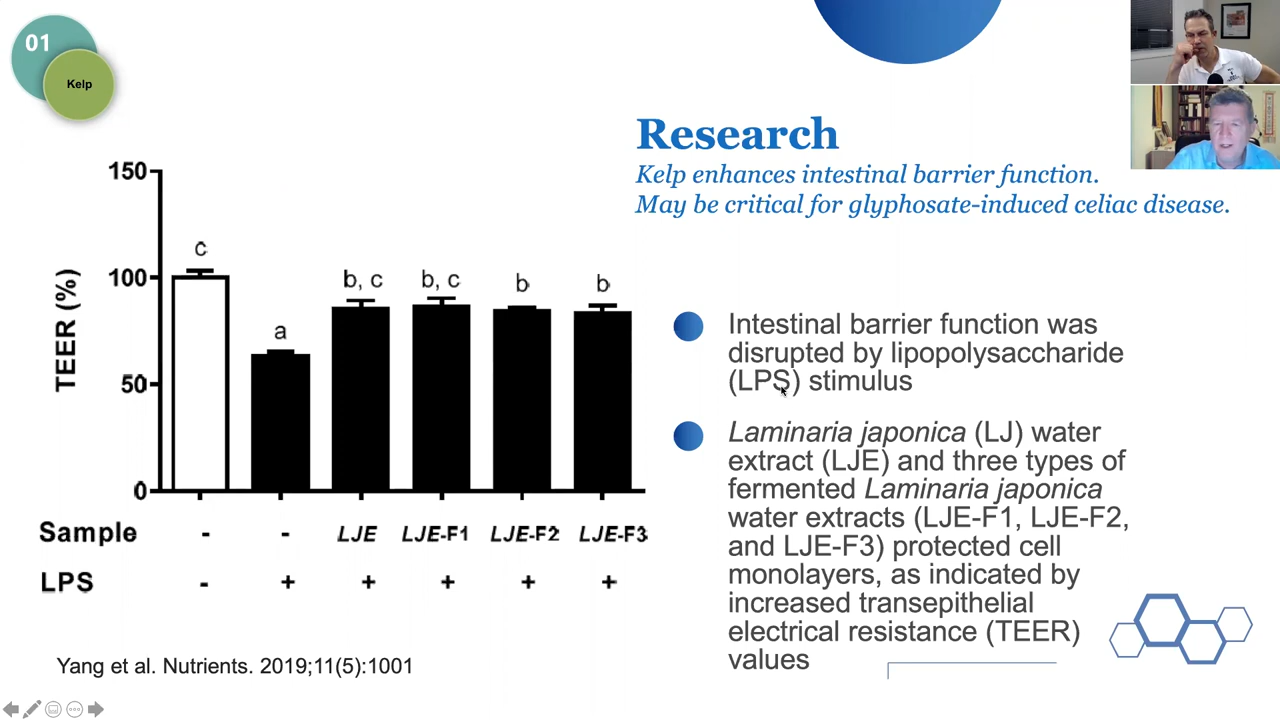 01
Kelp
Research
Kelp enhances intestinal barrier function.
May be critical for glyphosate-induced celiac disease.
150
100
50
0
TEER (%)
c
a
b, c
b, c
b
b
Sample - - LJE LJE-F1 LJE-F2 LJE-F3
LPS - + + + + +
Yang et al. Nutrients. 2019;11(5):1001
Intestinal barrier function was
disrupted by lipopolysaccharide
(LPS) stimulus
Laminaria japonica (LJ) water
extract (LJE) and three types of
fermented Laminaria japonica
water extracts (LJE-F1, LJE-F2,
and LJE-F3) protected cell
monolayers, as indicated by
increased transepithelial
electrical resistance (TEER)
values